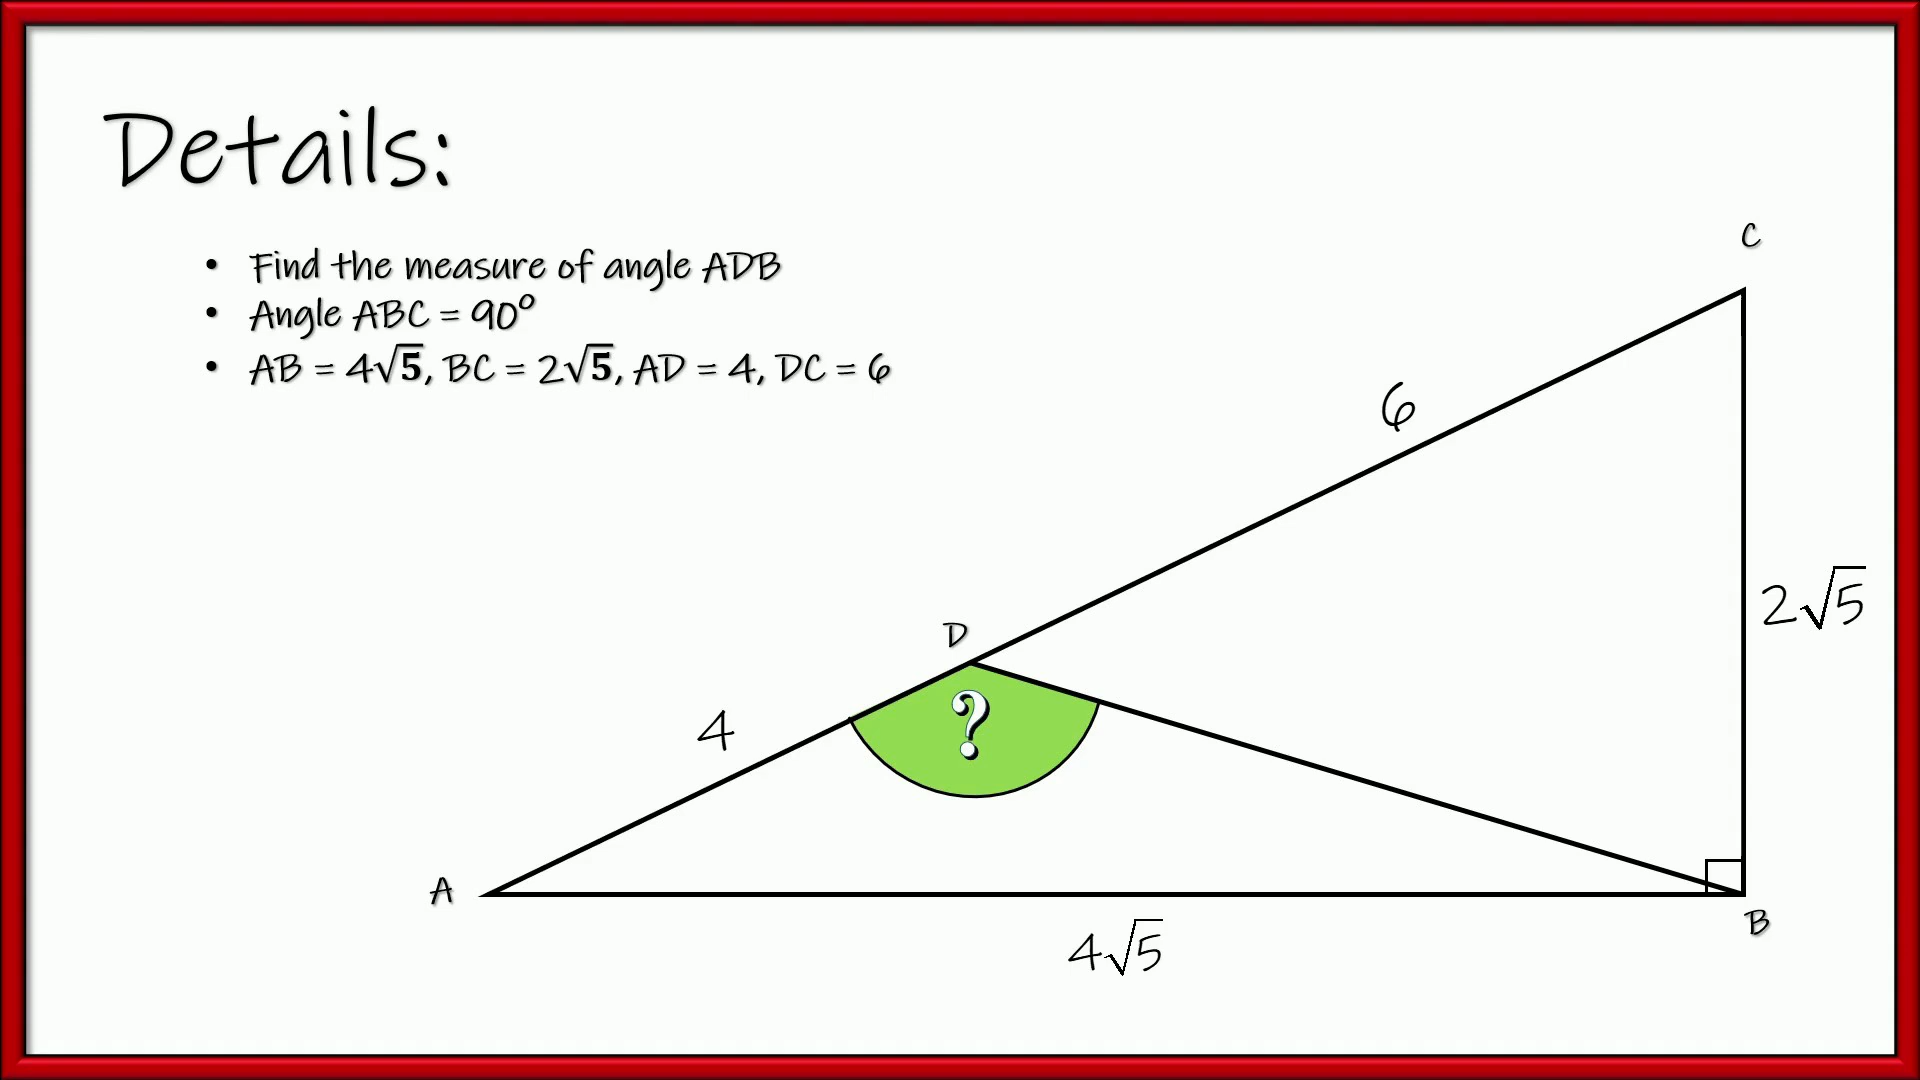 Details:
• Find the measure of angle ADB
• Angle ABC = 90°
• AB = 4√5, BC = 2√5, AD = 4, DC = 6
C
6
2√5
D
?
4
A
B
4√5